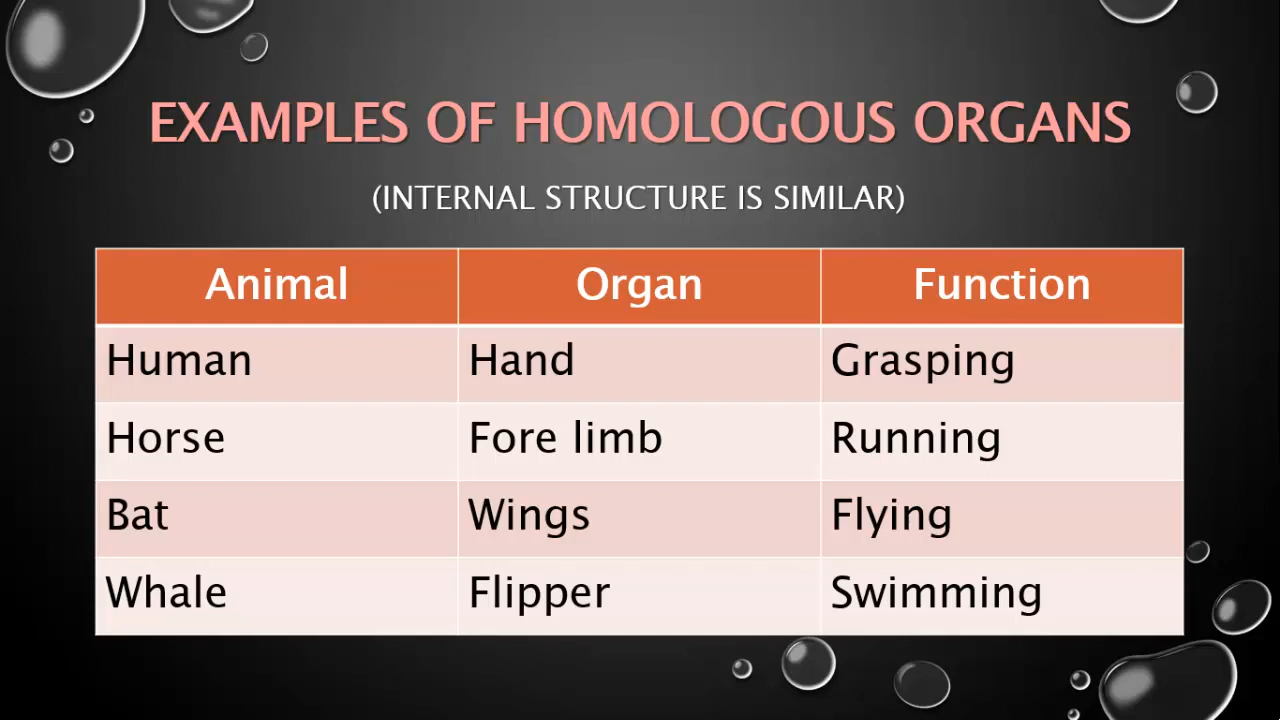 EXAMPLES OF HOMOLOGOUS ORGANS
(INTERNAL STRUCTURE IS SIMILAR)
Animal Organ Function
Human Hand Grasping
Horse Fore limb Running
Bat Wings Flying
Whale Flipper Swimming